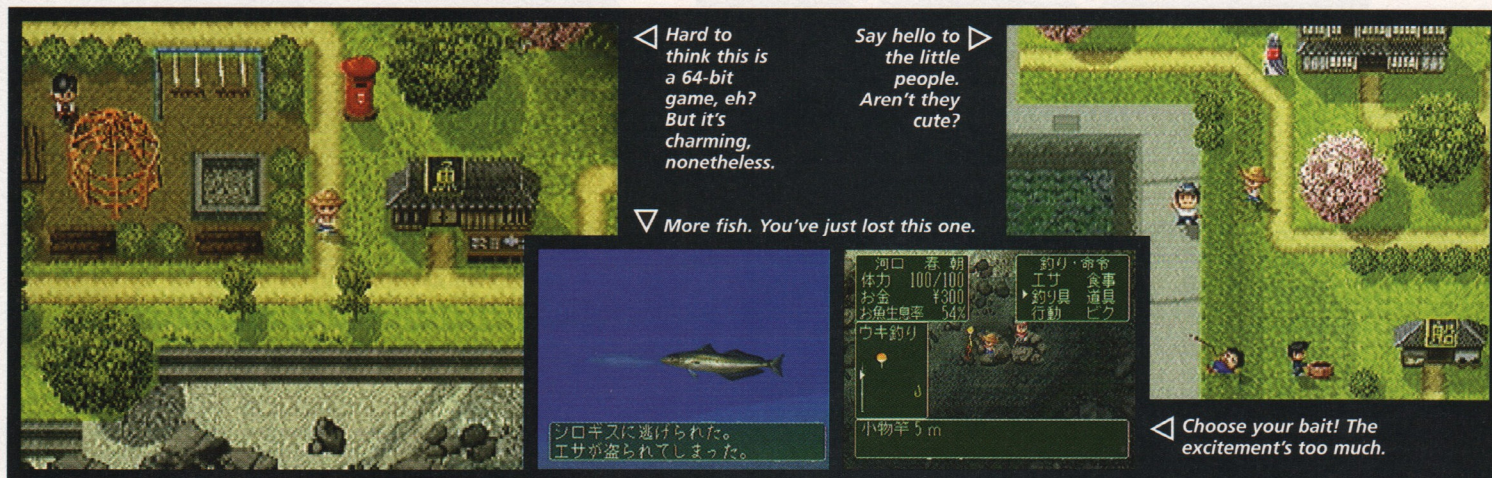 Hard to
think this is
a 64-bit
game, eh?
But it's
charming,
nonetheless.
Say hello to
the little
people.
Aren't they
cute?
More fish. You've just lost this one.
シロギスに逃げられた。
エサが盗られてしまった。
河口 春 朝
体力 100/100
お金 ¥300
お魚生息率 54%
釣り・命令
エサ 食事
釣り具 道具
行動 ビク
ウキ釣り
小物竿5m
船
Choose your bait! The
excitement's too much.